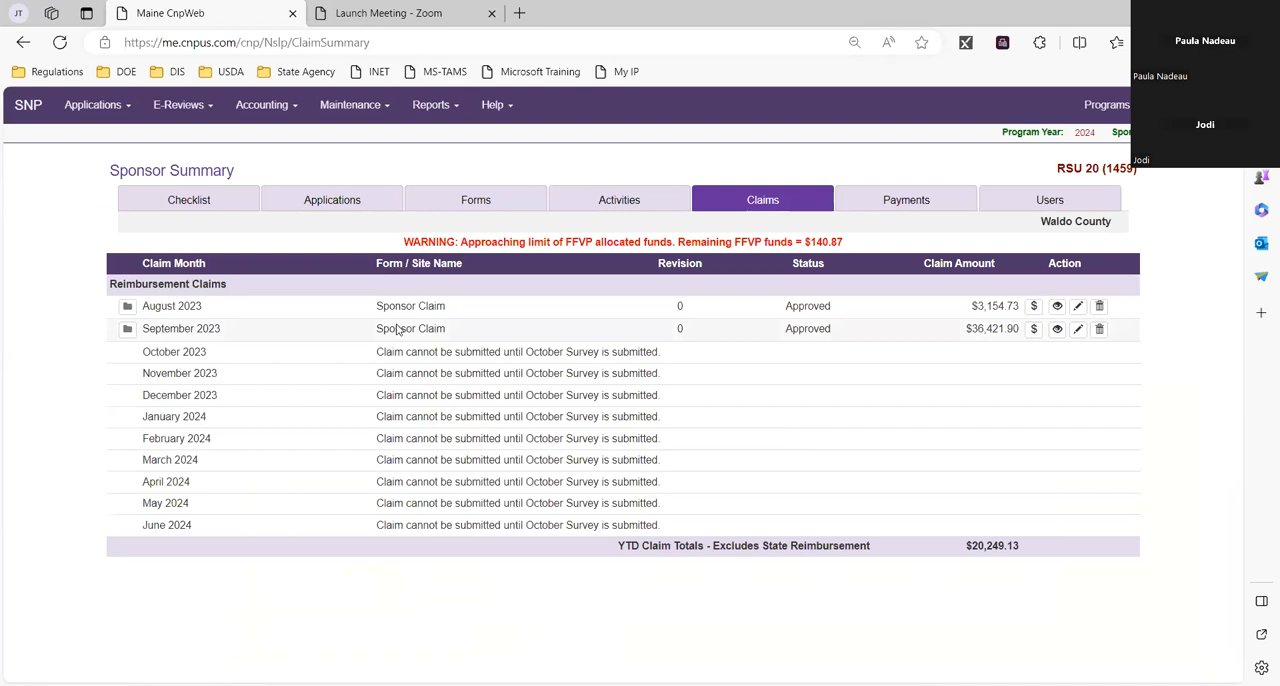 JT Maine CnpWeb Launch Meeting - Zoom
https://me.cnpus.com/cnp/Nslp/ClaimSummary
Regulations DOE DIS USDA State Agency INET MS-TAMS Microsoft Training My IP
Paula Nadeau
Paula Nadeau
Jodi
Jodi
SNP Applications E-Reviews Accounting Maintenance Reports Help Programs
Program Year: 2024
Sponsor Summary RSU 20 (1459)
Checklist Applications Forms Activities Claims Payments Users
Waldo County
WARNING: Approaching limit of FFVP allocated funds. Remaining FFVP funds = $140.87
Claim Month Form / Site Name Revision Status Claim Amount Action
Reimbursement Claims
August 2023 Sponsor Claim 0 Approved $3,154.73 $
September 2023 Sponsor Claim 0 Approved $36,421.90 $
October 2023 Claim cannot be submitted until October Survey is submitted.
November 2023 Claim cannot be submitted until October Survey is submitted.
December 2023 Claim cannot be submitted until October Survey is submitted.
January 2024 Claim cannot be submitted until October Survey is submitted.
February 2024 Claim cannot be submitted until October Survey is submitted.
March 2024 Claim cannot be submitted until October Survey is submitted.
April 2024 Claim cannot be submitted until October Survey is submitted.
May 2024 Claim cannot be submitted until October Survey is submitted.
June 2024 Claim cannot be submitted until October Survey is submitted.
YTD Claim Totals - Excludes State Reimbursement $20,249.13